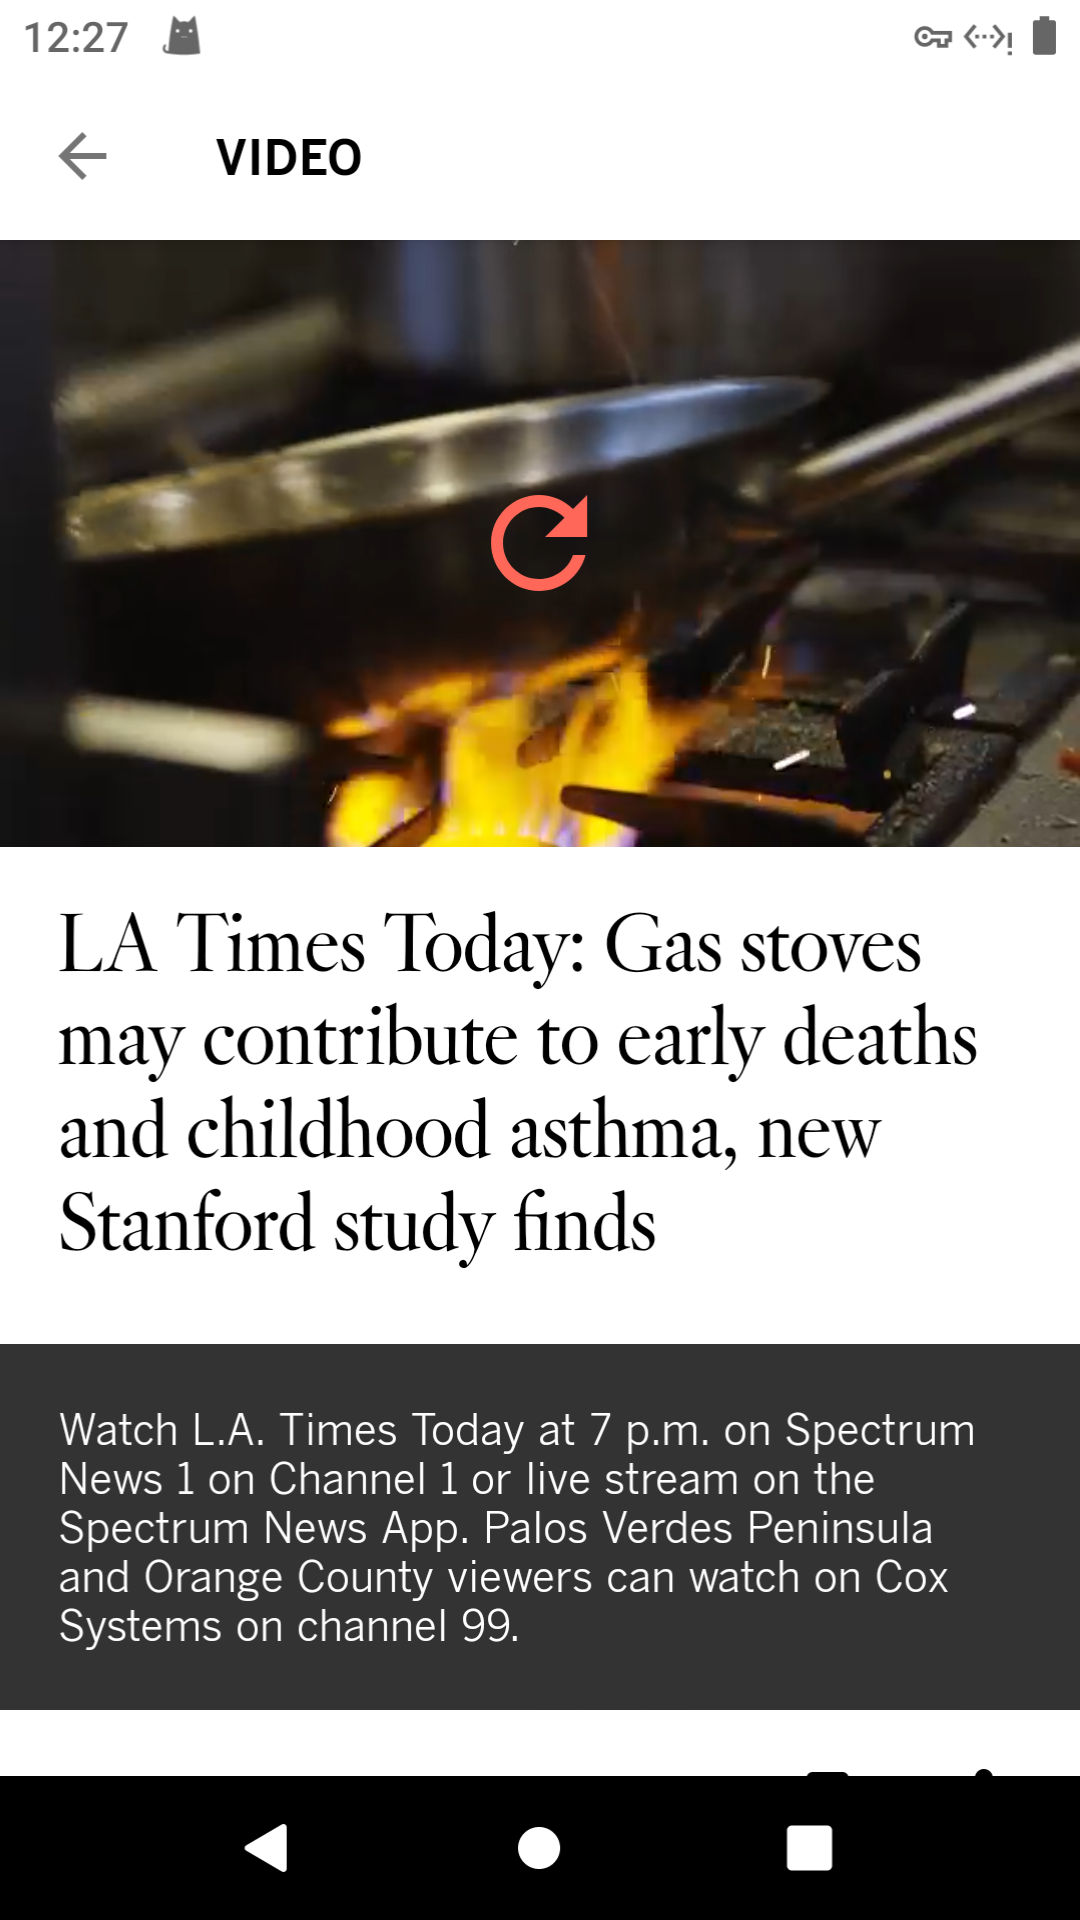 12:27
VIDEO
LA Times Today: Gas stoves
may contribute to early deaths
and childhood asthma, new
Stanford study finds
Watch L.A. Times Today at 7 p.m. on Spectrum
News 1 on Channel 1 or live stream on the
Spectrum News App. Palos Verdes Peninsula
and Orange County viewers can watch on Cox
Systems on channel 99.